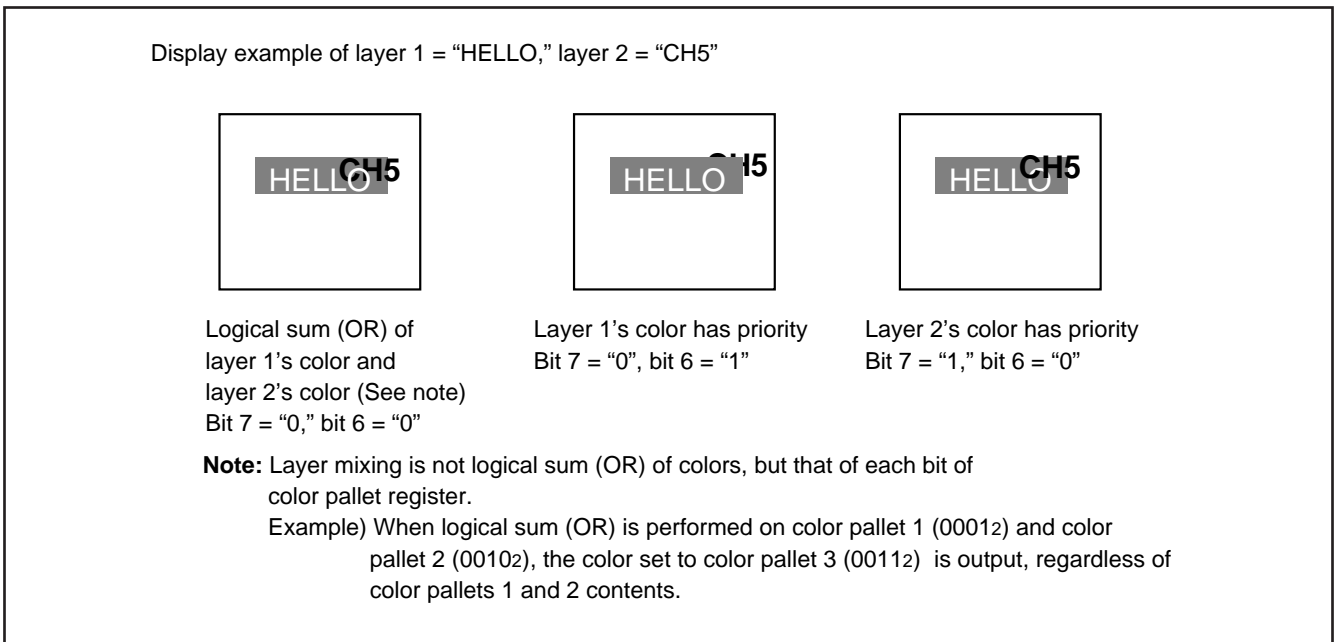 Display example of layer 1 = “HELLO,” layer 2 = “CH5”
HELLO CH5
HELLO H5
HELLO CH5
Logical sum (OR) of
layer 1's color and
layer 2's color (See note)
Bit 7 = “0,” bit 6 = “0”
Layer 1's color has priority
Bit 7 = “0”, bit 6 = “1”
Layer 2's color has priority
Bit 7 = “1,” bit 6 = “0”
Note: Layer mixing is not logical sum (OR) of colors, but that of each bit of
color pallet register.
Example) When logical sum (OR) is performed on color pallet 1 (00012) and color
pallet 2 (00102), the color set to color pallet 3 (00112) is output, regardless of
color pallets 1 and 2 contents.